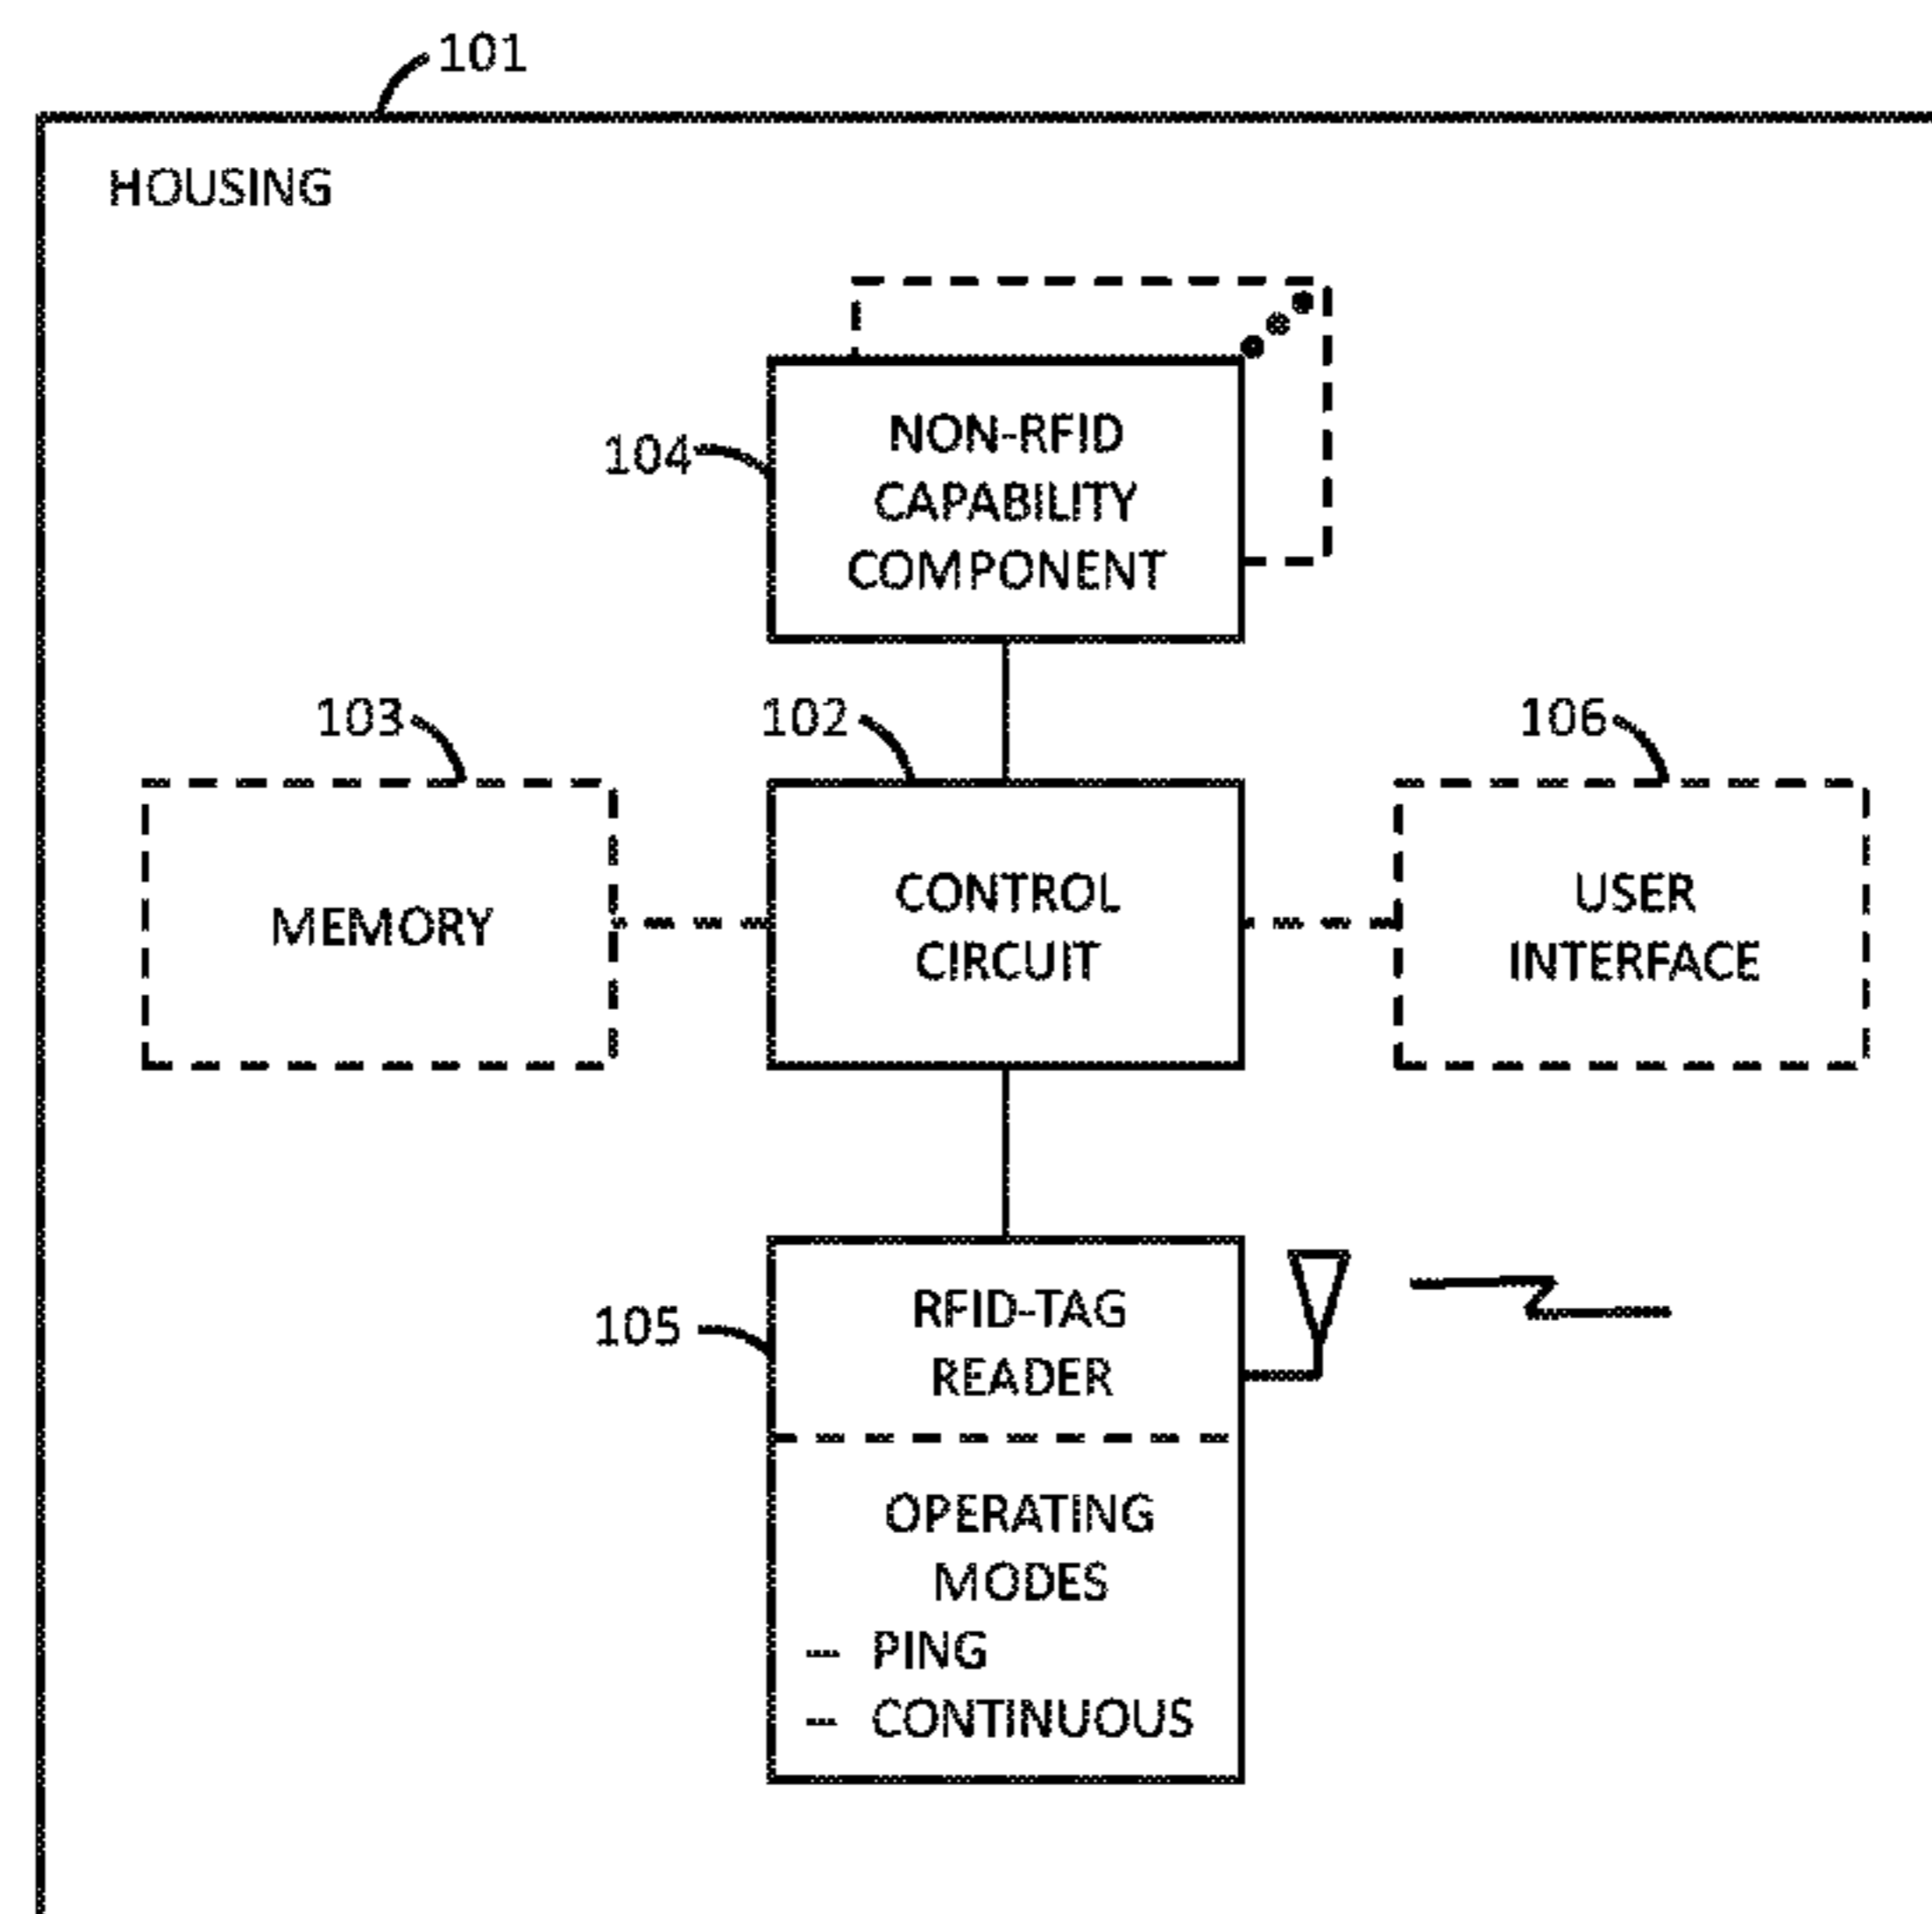 101
HOUSING
104
NON-RFID
CAPABILITY
COMPONENT
103
102
106
MEMORY
CONTROL
CIRCUIT
USER
INTERFACE
105
RFID-TAG
READER
OPERATING
MODES
- PING
- CONTINUOUS